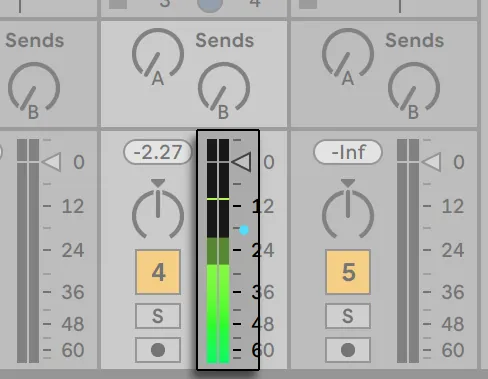 3 4
Sends Sends Sends
A A
B B B
-2.27 -Inf
0 0 0
12 12 12
24 24 24
4 5
36 36 36
S S
48 48 48
60 60 60